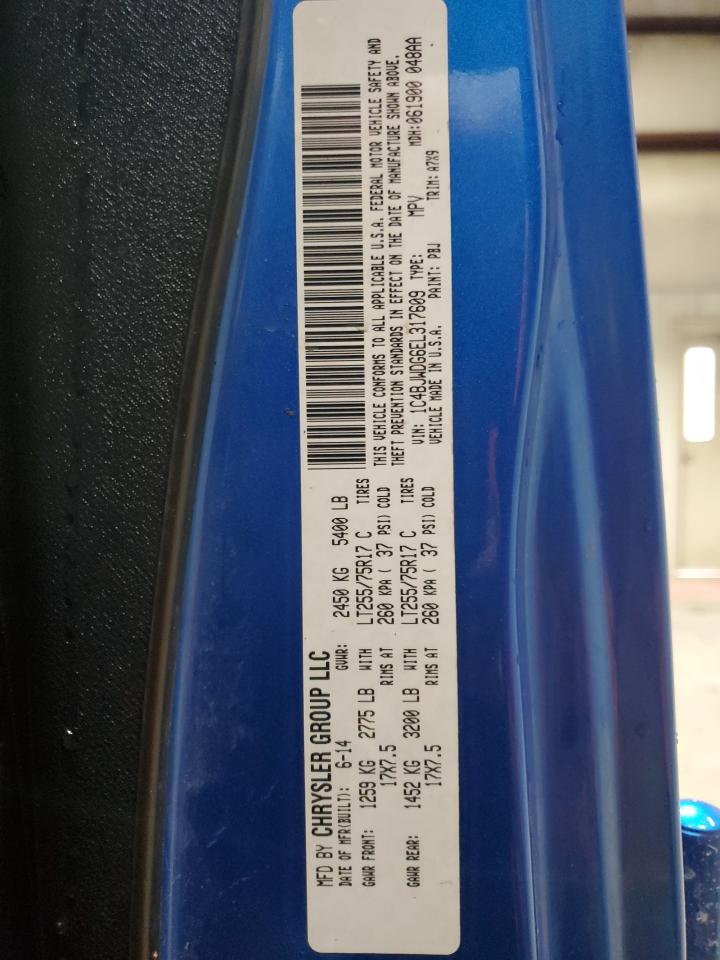 MFD BY CHRYSLER GROUP LLC
DATE OF MFR(BUILT): 6-14 GVWR: 2450 KG 5400 LB
GAWR FRONT: 1259 KG 2775 LB WITH LT255/75R17 C TIRES
17X7.5 RIMS AT 260 KPA ( 37 PSI) COLD
GAWR REAR: 1452 KG 3200 LB WITH LT255/75R17 C TIRES
17X7.5 RIMS AT 260 KPA ( 37 PSI) COLD
THIS VEHICLE CONFORMS TO ALL APPLICABLE U.S.A. FEDERAL MOTOR VEHICLE SAFETY AND
THEFT PREVENTION STANDARDS IN EFFECT ON THE DATE OF MANUFACTURE SHOWN ABOVE.
VIN: 1C4BJWDG6EL317609 TYPE: MPV MDH:061900 048AA
VEHICLE MADE IN U.S.A. PAINT: PBJ TRIM: A7X9